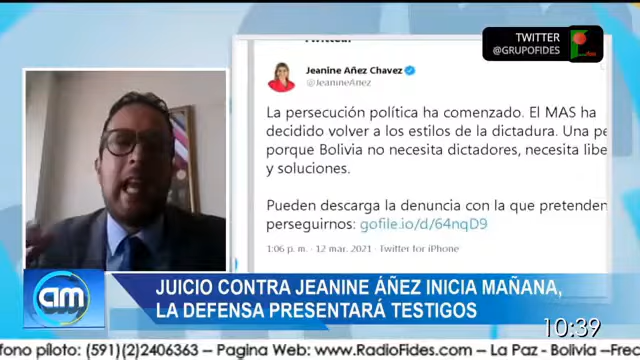 TWITTER
@GRUPOFIDES
Jeanine Áñez Chavez
@JeanineAnez
La persecución política ha comenzado. El MAS ha
decidido volver a los estilos de la dictadura. Una pe
porque Bolivia no necesita dictadores, necesita libe
y soluciones.
Pueden descarga la denuncia con la que pretenden
perseguirnos: gofile.io/d/64nqD9
1:06 p. m. · 12 mar. 2021 · Twitter for iPhone
am
JUICIO CONTRA JEANINE ÁÑEZ INICIA MAÑANA,
LA DEFENSA PRESENTARÁ TESTIGOS
10:39
fono piloto: (591)(2)2406363 -- Pagina Web: www.RadioFides.com -- La Paz - Bolivia --Frec